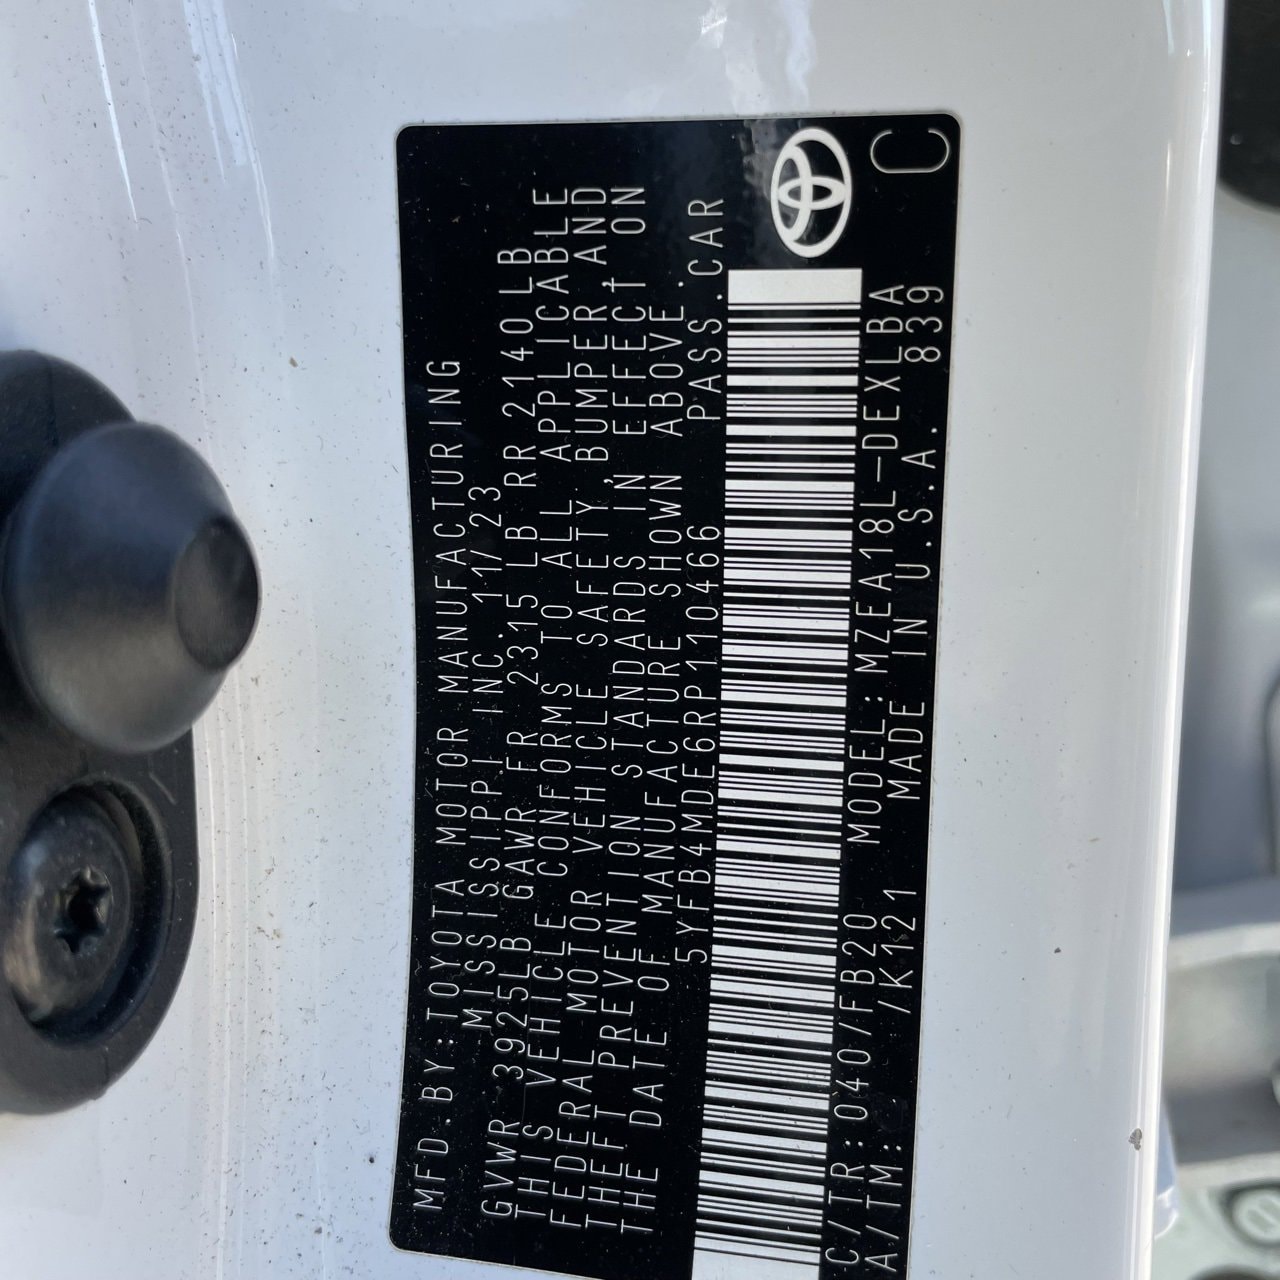 MFD.BY:TOYOTA MOTOR MANUFACTURING
MISSISSIPPI INC. 11/23
GVWR 3925LB GAWR FR 2315 LB RR 2140LB
THIS VEHICLE CONFORMS TO ALL APPLICABLE
FEDERAL MOTOR VEHICLE SAFETY, BUMPER, AND
THEFT PREVENTION STANDARDS IN EFFECT ON
THE DATE OF MANUFACTURE SHOWN ABOVE.
5YFB4MDE6RP110466 PASS.CAR
C/TR:040/FB20 MODEL:MZEA18L-DEXLBA
A/TM: /K121 MADE IN U.S.A. 839
C